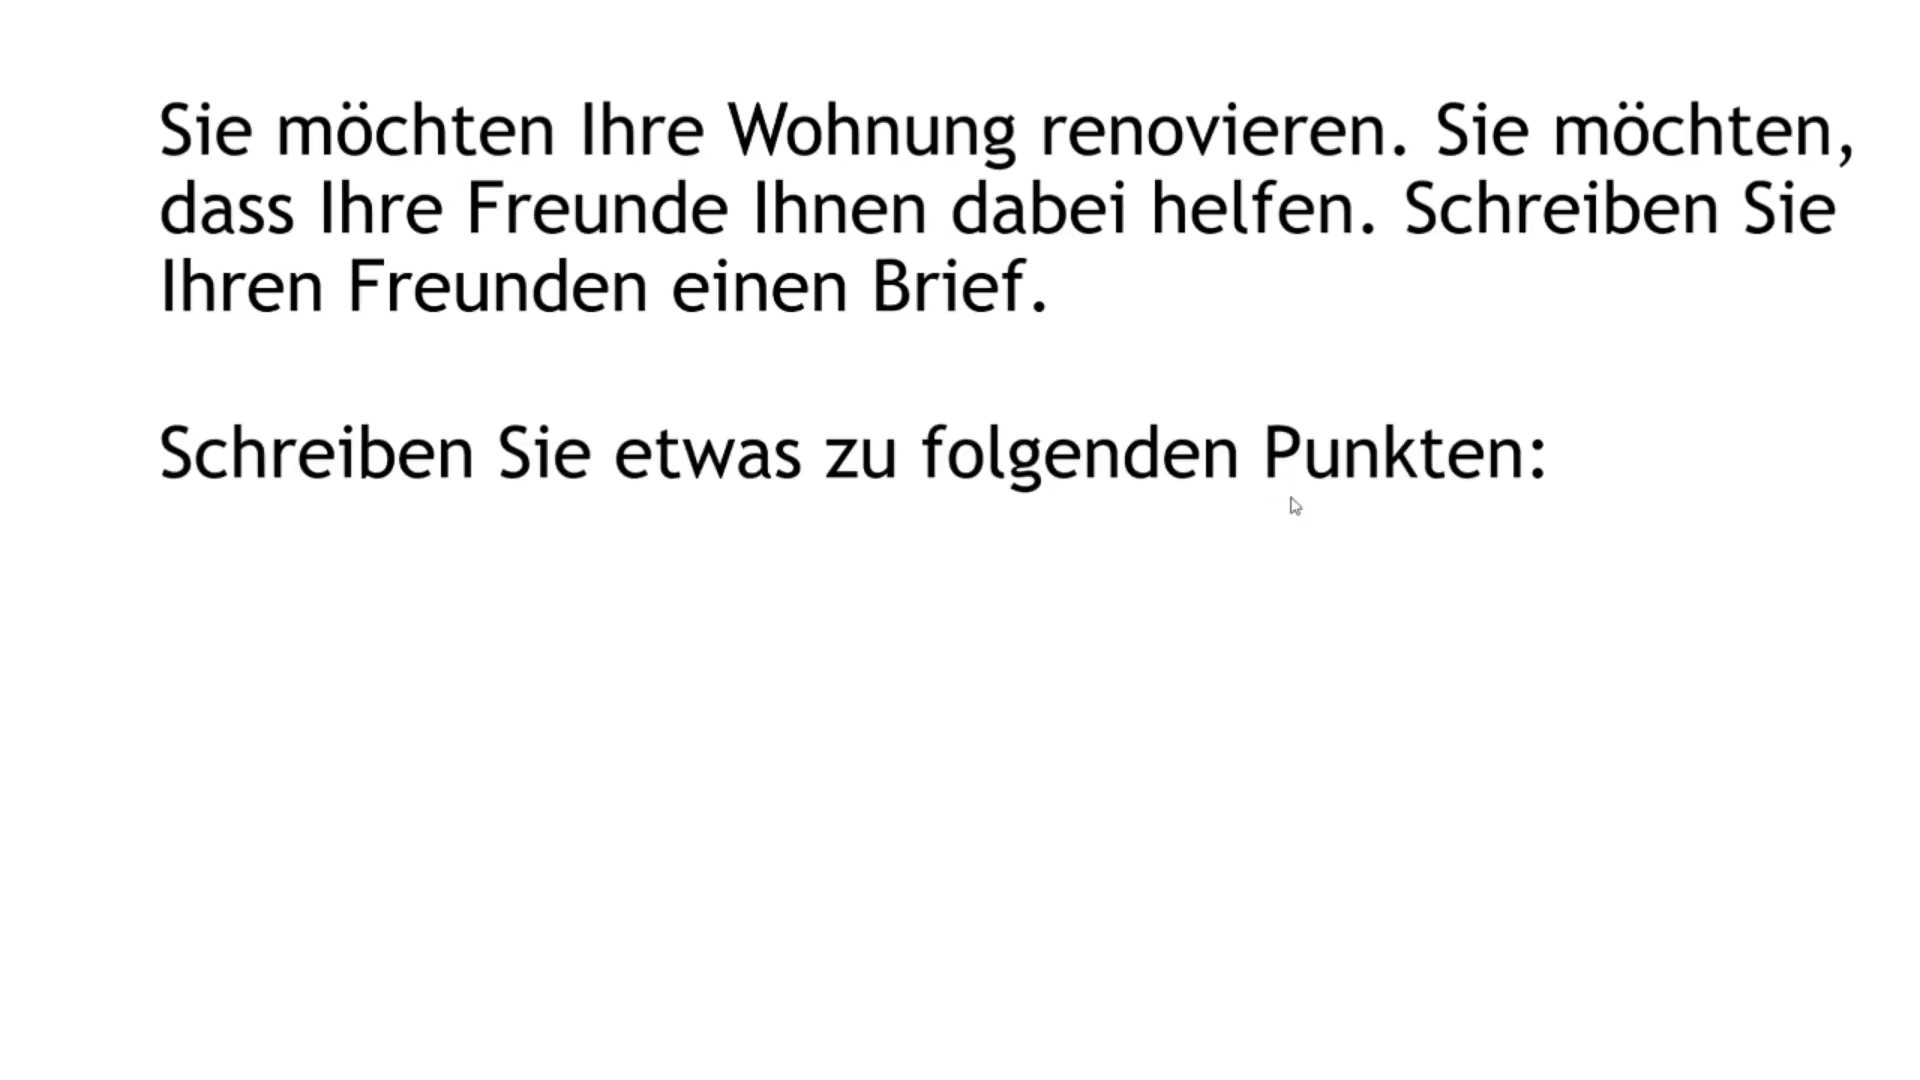 Sie möchten Ihre Wohnung renovieren. Sie möchten,
dass Ihre Freunde Ihnen dabei helfen. Schreiben Sie
Ihren Freunden einen Brief.
Schreiben Sie etwas zu folgenden Punkten: